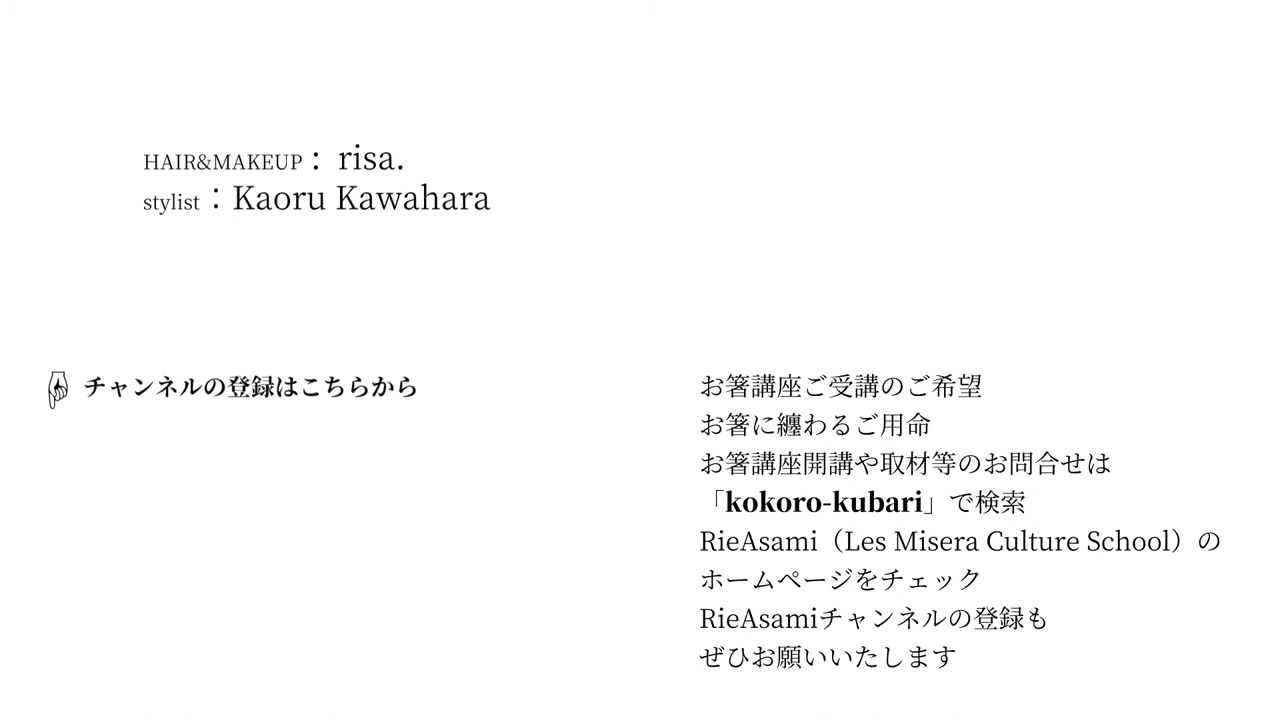 HAIR&MAKEUP： risa.
stylist：Kaoru Kawahara
チャンネルの登録はこちらから
お箸講座ご受講のご希望
お箸に纏わるご用命
お箸講座開講や取材等のお問合せは
「kokoro-kubari」で検索
RieAsami（Les Misera Culture School）の
ホームページをチェック
RieAsamiチャンネルの登録も
ぜひお願いいたします